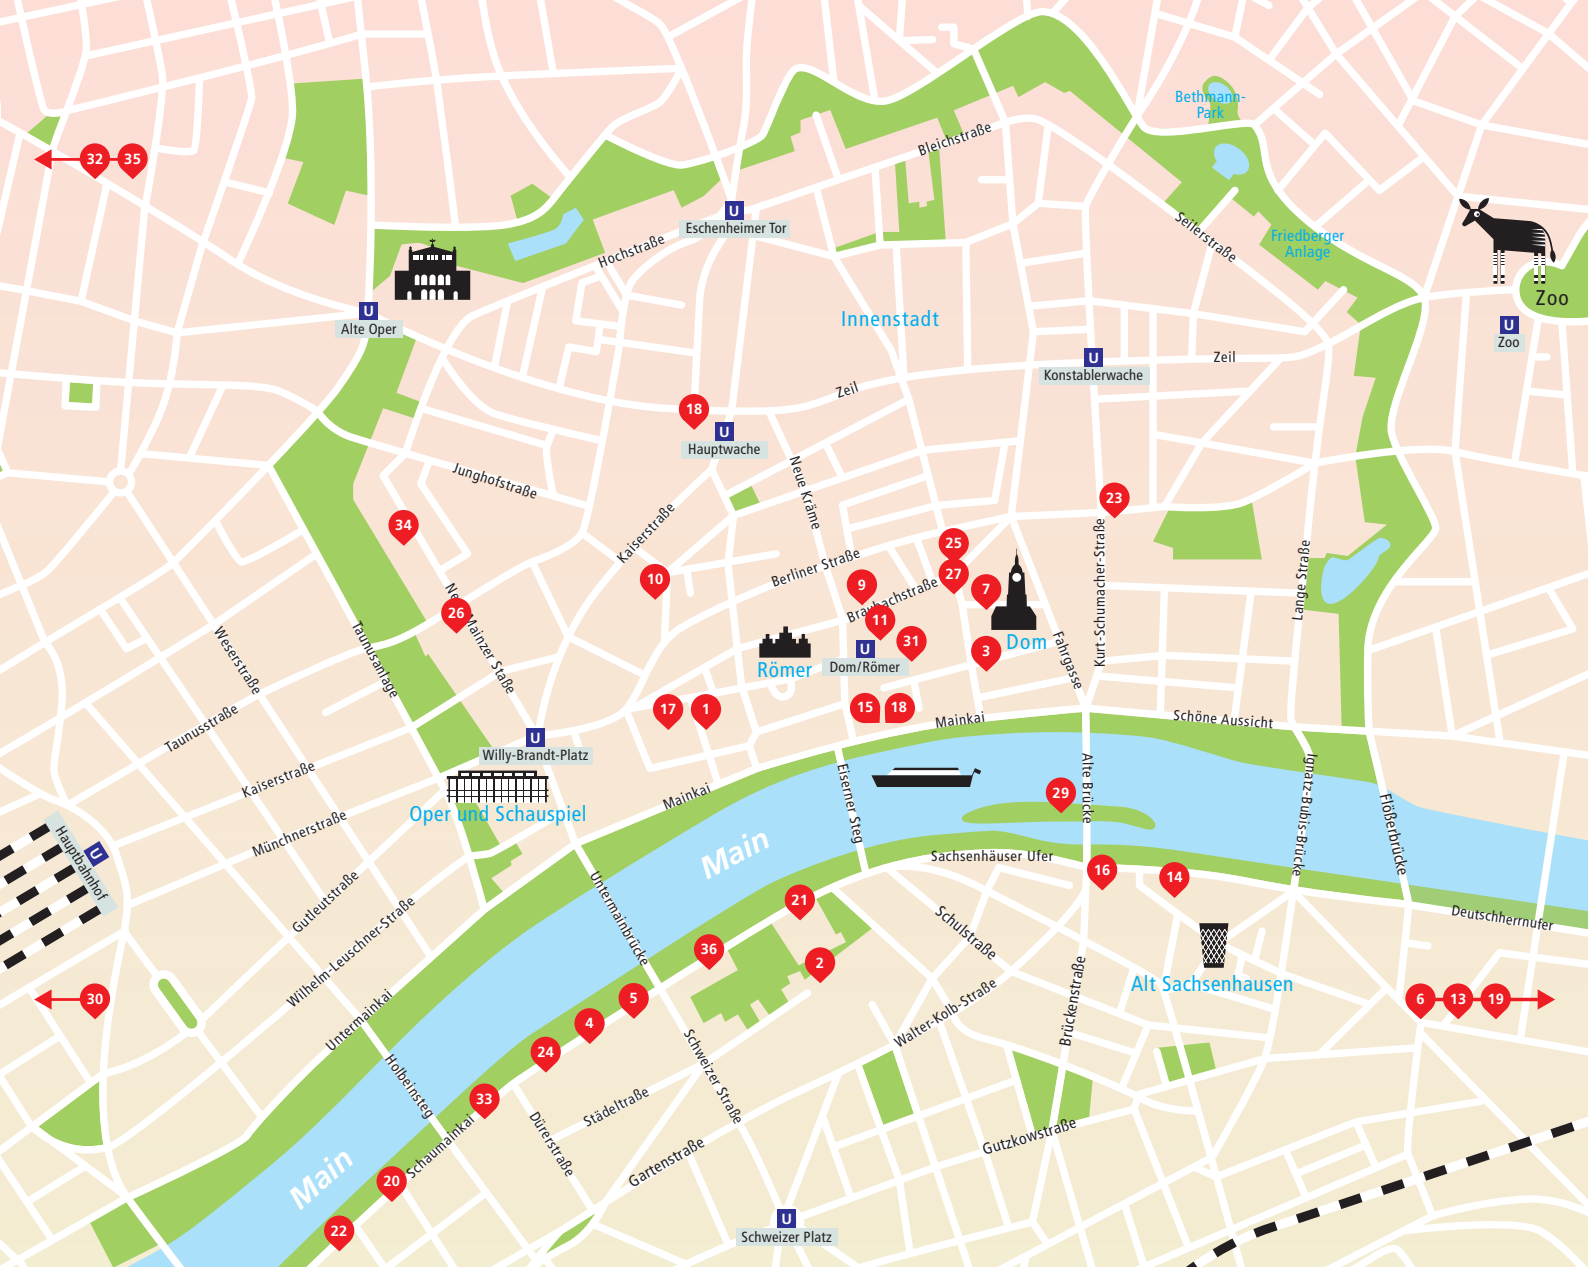 Bethmann-
Park
Bleichstraße
32
35
U
Eschenheimer Tor
Seilerstraße
Friedberger
Anlage
Hochstraße
Zoo
U
Alte Oper
Innenstadt
U
Zoo
U
Konstablerwache
Zeil
Zeil
18
U
Hauptwache
Junghofstraße
Neue Kräme
23
34
Kaiserstraße
Kurt-Schumacher-Straße
Lange Straße
25
Berliner Straße
10
9
27
7
Braubachstraße
26
Neue Mainzer Staße
11
31
3
Dom
Fahrgasse
Römer
U
Dom/Römer
Weserstraße
Taunusanlage
Taunusstraße
17
1
15
18
Mainkai
Schöne Aussicht
U
Willy-Brandt-Platz
Kaiserstraße
Oper und Schauspiel
Mainkai
Eiserner Steg
29
Alte Brücke
Ignatz-Bubis-Brücke
Flößerbrücke
Münchnerstraße
U
Hauptbahnhof
Main
Sachsenhäuser Ufer
16
14
Gutleutstraße
Untermainbrücke
21
Schulstraße
Deutschherrnufer
Wilhelm-Leuschner-Straße
36
2
Alt Sachsenhausen
30
5
Walter-Kolb-Straße
Brückenstraße
6
13
19
Untermainkai
4
24
Schweizer Straße
Holbeinsteg
33
Städelstraße
Dürerstraße
Schaumainkai
Gartenstraße
Gutzkowstraße
Main
20
22
U
Schweizer Platz